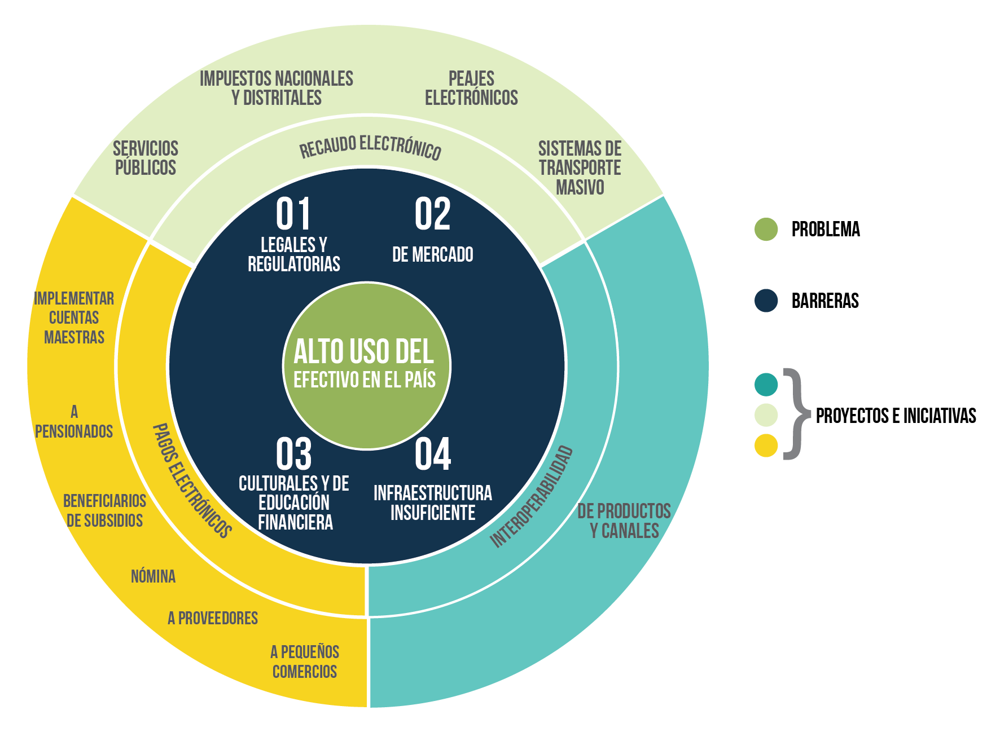 IMPUESTOS NACIONALES
Y DISTRITALES
PEAJES
ELECTRÓNICOS
SERVICIOS
PÚBLICOS
SISTEMAS DE
TRANSPORTE
MASIVO
RECAUDO ELECTRÓNICO
01
LEGALES Y
REGULATORIAS
02
DE MERCADO
ALTO USO DEL
EFECTIVO EN EL PAÍS
03
CULTURALES Y DE
EDUCACIÓN
FINANCIERA
04
INFRAESTRUCTURA
INSUFICIENTE
IMPLEMENTAR
CUENTAS
MAESTRAS
A
PENSIONADOS
BENEFICIARIOS
DE SUBSIDIOS
NÓMINA
A PROVEEDORES
A PEQUEÑOS
COMERCIOS
PAGOS ELECTRÓNICOS
INTEROPERABILIDAD
DE PRODUCTOS
Y CANALES
PROBLEMA
BARRERAS
PROYECTOS E INICIATIVAS